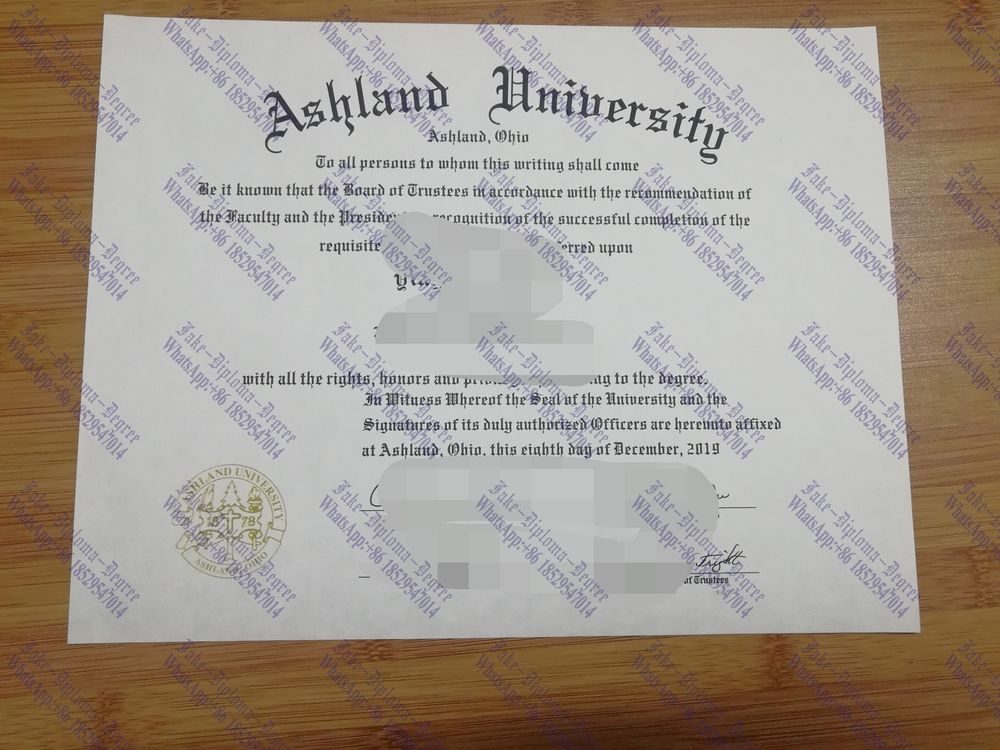 Ashland University
Ashland, Ohio
To all persons to whom this writing shall come
Be it known that the Board of Trustees in accordance with the recommendation of
the Faculty and the recognition of the successful completion of the
requisite upon
with all the rights, honors and to the degree.
In Witness Whereof the Seal of the University and the
Signatures of its duly authorized Officers are hereunto affixed
at Ashland, Ohio. this eighth day of December, 2019
ASHLAND UNIVERSITY
18 78
ASHLAND, OHIO
of Trustees
Fake-Diploma-Degree
WhatsApp:+86 18529547014